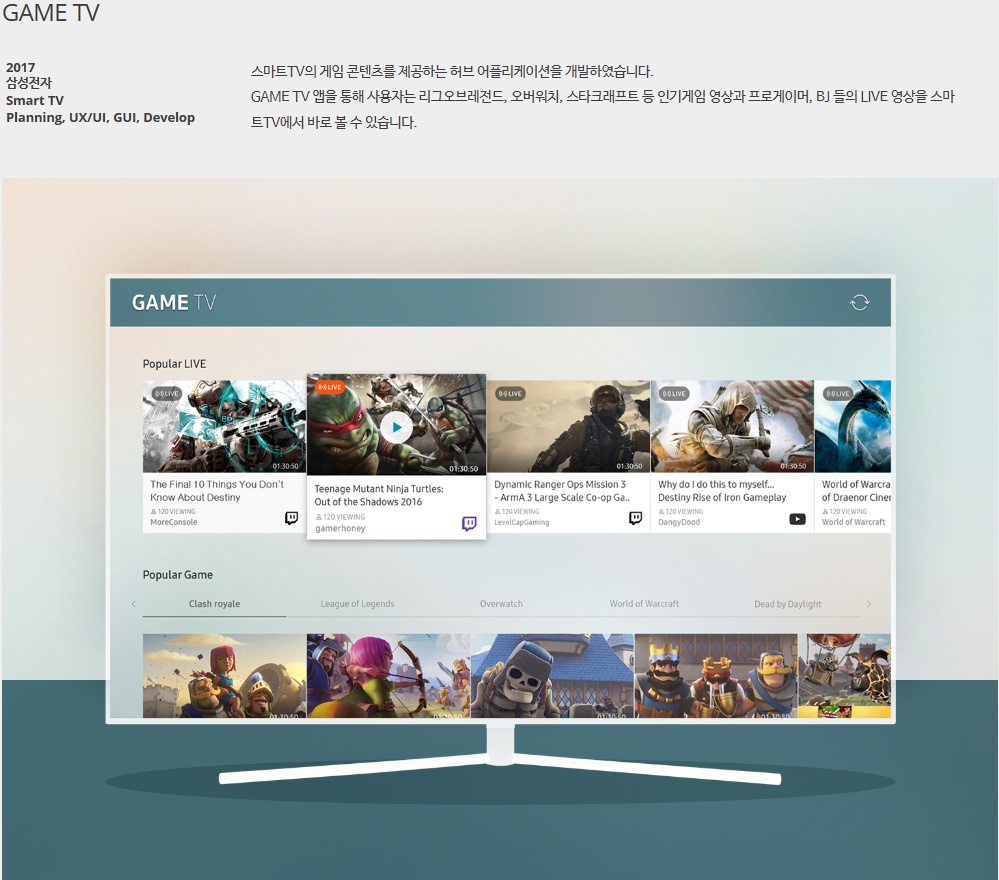 GAME TV
2017
삼성전자
Smart TV
Planning, UX/UI, GUI, Develop
스마트TV의 게임 콘텐츠를 제공하는 허브 어플리케이션을 개발하였습니다.
GAME TV 앱을 통해 사용자는 리그오브레전드, 오버워치, 스타크래프트 등 인기게임 영상과 프로게이머, BJ 들의 LIVE 영상을 스마
트TV에서 바로 볼 수 있습니다.
GAME TV
Popular LIVE
LIVE
01:30:50
The Final 10 Things You Don't
Know About Destiny
120 VIEWING
MoreConsole
LIVE
01:30:50
Teenage Mutant Ninja Turtles:
Out of the Shadows 2016
120 VIEWING
gamerhoney
LIVE
01:30:50
Dynamic Ranger Ops Mission 3
- ArmA 3 Large Scale Co-op Ga..
120 VIEWING
LevelCapGaming
LIVE
01:30:50
Why do I do this to myself...
Destiny Rise of Iron Gameplay
120 VIEWING
DangyDood
LIVE
World of Warcra
of Draenor Ciner
120 VIEWING
World of Warcraft
Popular Game
Clash royale
League of Legends
Overwatch
World of Warcraft
Dead by Daylight
01:30:50
01:30:50
01:30:50
01:30:50